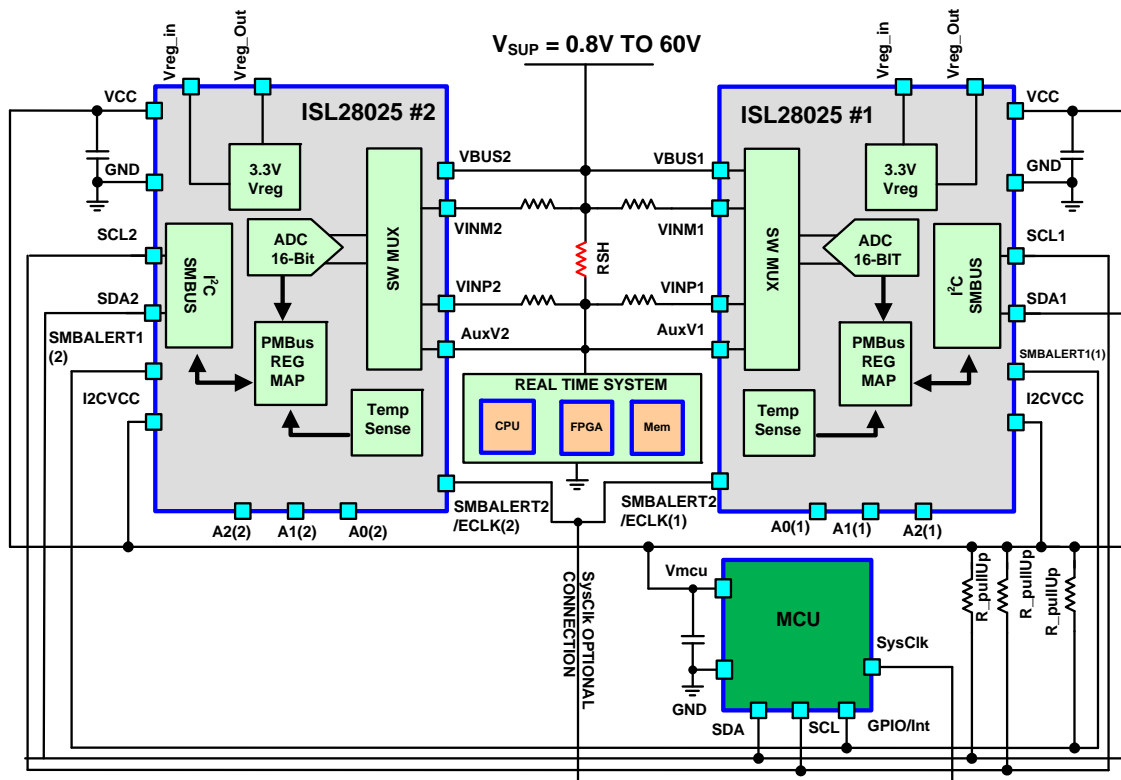 Vreg_in
Vreg_Out
VSUP = 0.8V TO 60V
Vreg_in
Vreg_Out
VCC
ISL28025 #2
ISL28025 #1
VCC
GND
3.3V
Vreg
VBUS2
VBUS1
3.3V
Vreg
GND
VINM2
VINM1
SCL2
ADC
16-Bit
SW MUX
RSH
SW MUX
ADC
16-BIT
SCL1
I2C
SMBUS
I2C
SMBUS
SDA2
VINP2
VINP1
SDA1
SMBALERT1
(2)
PMBus
REG
MAP
AuxV2
AuxV1
PMBus
REG
MAP
SMBALERT1(1)
I2CVCC
REAL TIME SYSTEM
I2CVCC
Temp
Sense
CPU
FPGA
Mem
Temp
Sense
SMBALERT2
/ECLK(2)
SMBALERT2
/ECLK(1)
A2(2)
A1(2)
A0(2)
A0(1)
A1(1)
A2(1)
SysClk OPTIONAL
CONNECTION
Vmcu
MCU
SysClk
R_pullUp
R_pullUp
R_pullUp
GND
SDA
SCL
GPIO/Int